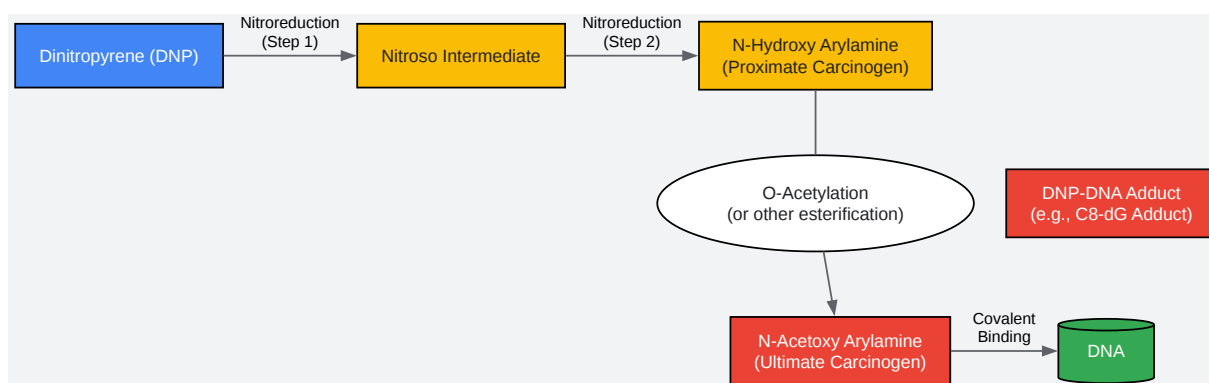 Dinitropyrene (DNP)
Nitroreduction
(Step 1)
Nitroso Intermediate
Nitroreduction
(Step 2)
N-Hydroxy Arylamine
(Proximate Carcinogen)
O-Acetylation
(or other esterification)
DNP-DNA Adduct
(e.g., C8-dG Adduct)
N-Acetoxy Arylamine
(Ultimate Carcinogen)
Covalent
Binding
DNA